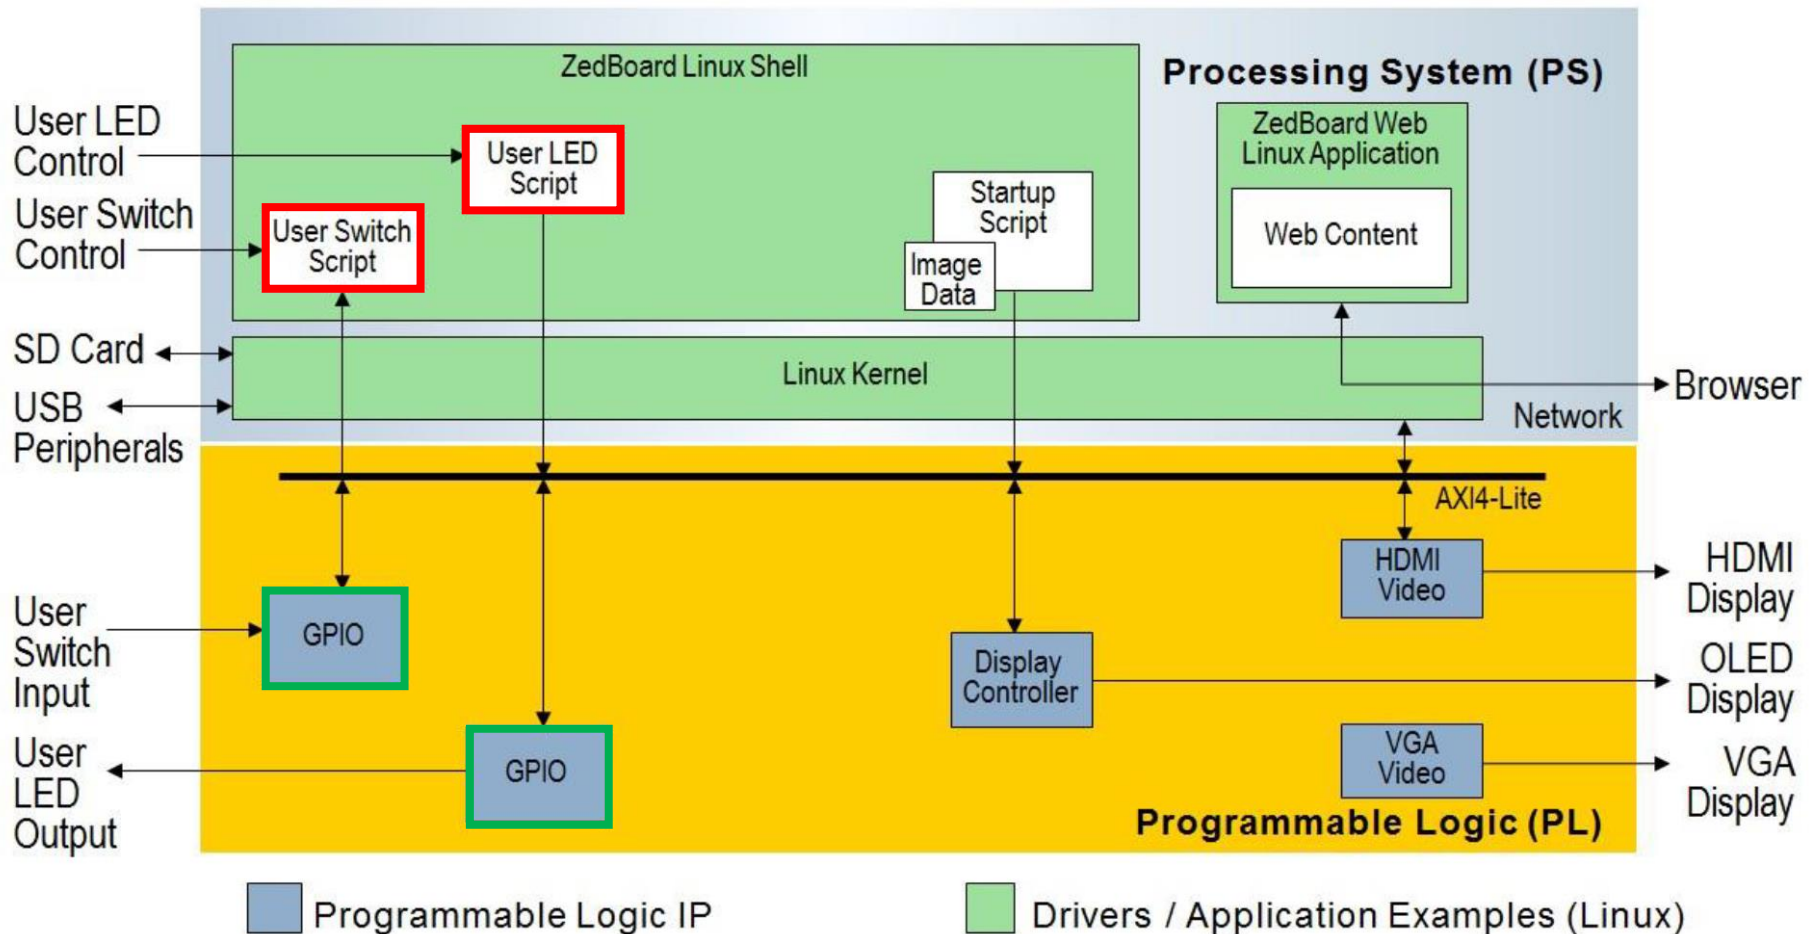 ZedBoard Linux Shell
Processing System (PS)
User LED
Control
User LED
Script
ZedBoard Web
Linux Application
Web Content
User Switch
Control
User Switch
Script
Startup
Script
Image
Data
SD Card
Linux Kernel
USB
Peripherals
Browser
Network
AXI4-Lite
HDMI
Video
HDMI
Display
User
Switch
Input
GPIO
Display
Controller
OLED
Display
User
LED
Output
GPIO
VGA
Video
VGA
Display
Programmable Logic (PL)
Programmable Logic IP
Drivers / Application Examples (Linux)